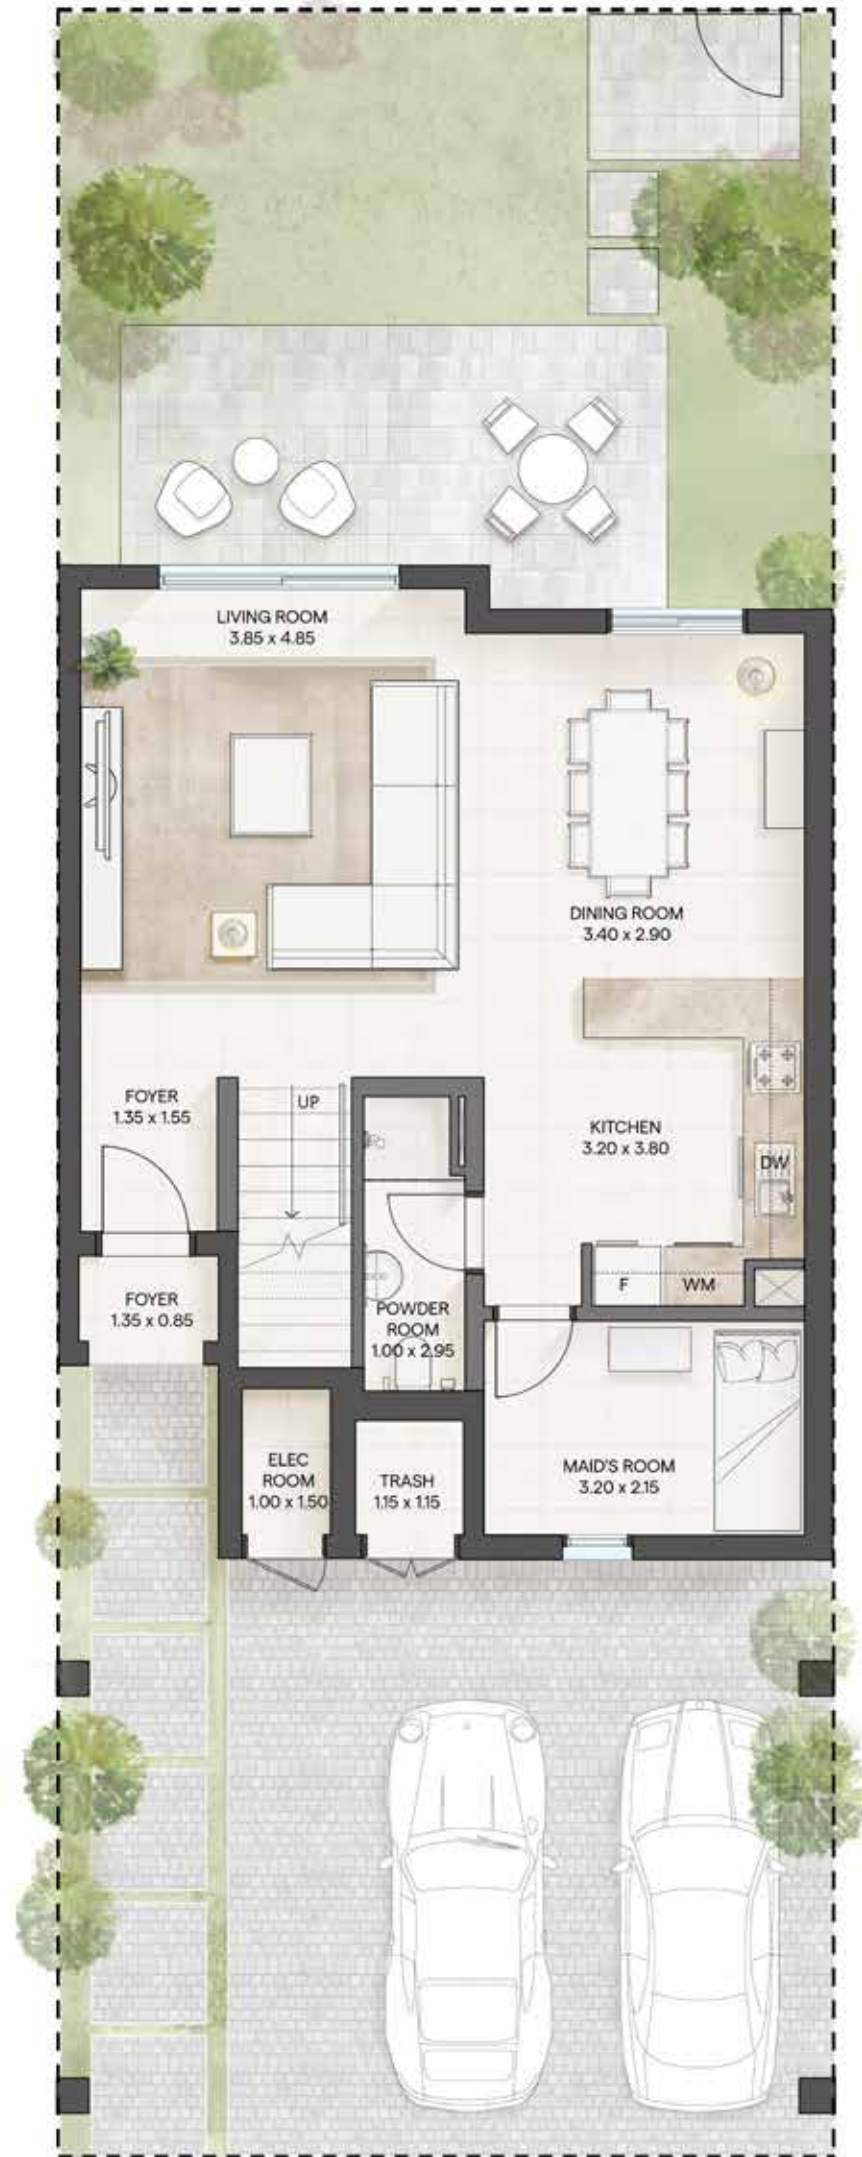 LIVING ROOM
3.85 x 4.85
DINING ROOM
3.40 x 2.90
FOYER
1.35 x 1.55
UP
KITCHEN
3.20 x 3.80
DW
F
WM
FOYER
1.35 x 0.85
POWDER
ROOM
1.00 x 2.95
ELEC
ROOM
1.00 x 1.50
TRASH
1.15 x 1.15
MAID'S ROOM
3.20 x 2.15